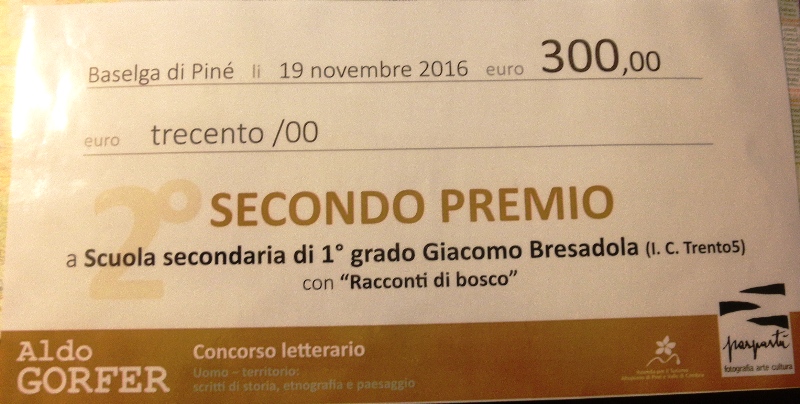 Baselga di Piné li 19 novembre 2016 euro 300,00
euro trecento /00
2° SECONDO PREMIO
a Scuola secondaria di 1° grado Giacomo Bresadola (I. C. Trento5)
con “Racconti di bosco”
Aldo
GORFER
Concorso letterario
Uomo – territorio:
scritti di storia, etnografia e paesaggio
paspartù
fotografia arte cultura